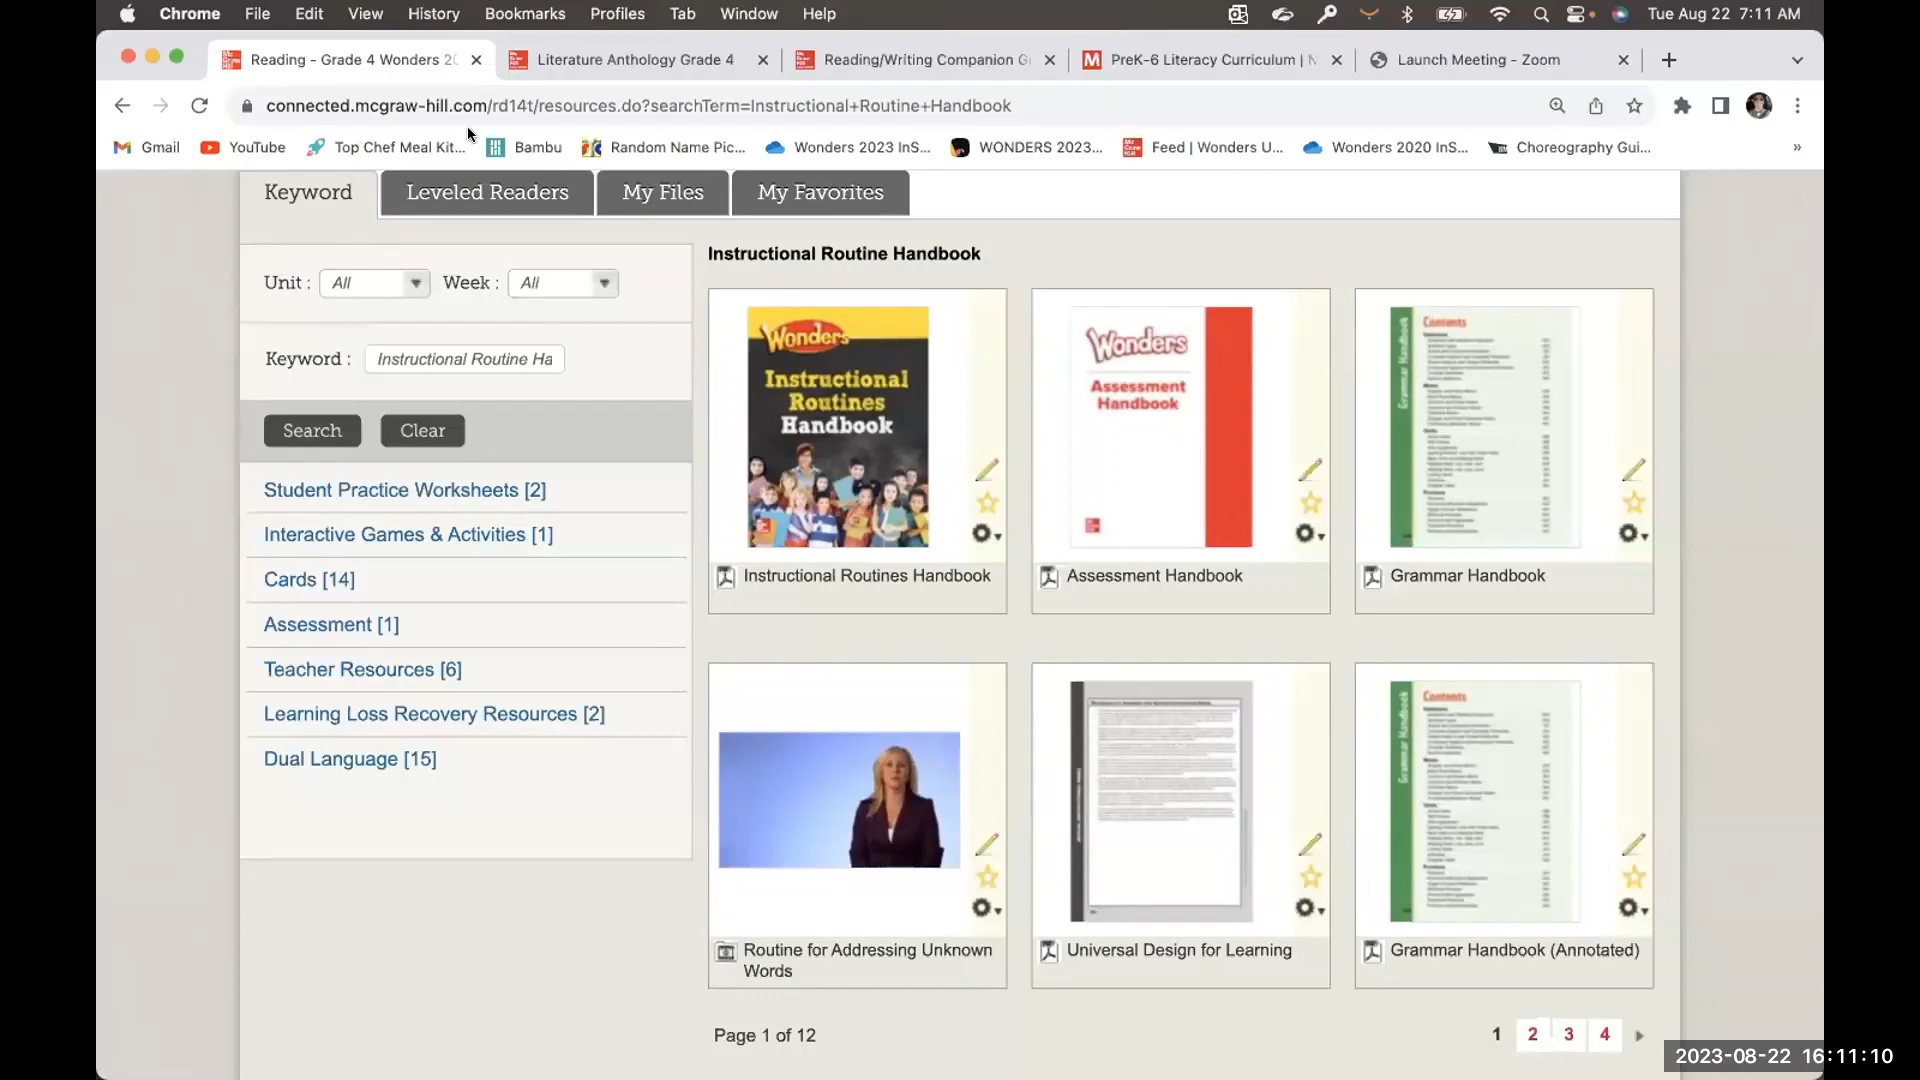 Chrome File Edit View History Bookmarks Profiles Tab Window Help Tue Aug 22 7:11 AM
Reading - Grade 4 Wonders 20 Literature Anthology Grade 4 Reading/Writing Companion G PreK-6 Literacy Curriculum | Launch Meeting - Zoom
connected.mcgraw-hill.com/rd14t/resources.do?searchTerm=Instructional+Routine+Handbook
Gmail YouTube Top Chef Meal Kit... Bambu Random Name Pic... Wonders 2023 InS... WONDERS 2023... Feed | Wonders U... Wonders 2020 InS... Choreography Gui...
Keyword Leveled Readers My Files My Favorites
Instructional Routine Handbook
Unit : All Week : All
Keyword : Instructional Routine Ha
Search Clear
Student Practice Worksheets [2]
Interactive Games & Activities [1]
Cards [14]
Assessment [1]
Teacher Resources [6]
Learning Loss Recovery Resources [2]
Dual Language [15]
Wonders
Instructional
Routines
Handbook
Instructional Routines Handbook
Wonders
Assessment
Handbook
Assessment Handbook
Grammar Handbook
Contents
Grammar Handbook
Routine for Addressing Unknown
Words
Universal Design for Learning
Grammar Handbook
Contents
Grammar Handbook (Annotated)
Page 1 of 12
1 2 3 4
2023-08-22 16:11:10